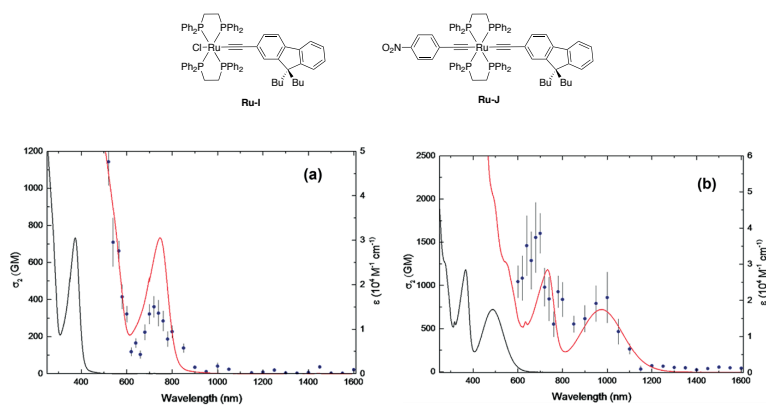 Ph₂P PPh₂
Cl Ru
Ph₂P PPh₂
Bu Bu
Ru-I
Ph₂P PPh₂
O₂N Ru
Ph₂P PPh₂
Bu Bu
Ru-J
(a)
σ₂ (GM)
1200
1000
800
600
400
200
0
400 600 800 1000 1200 1400 1600
Wavelength (nm)
5
4
3
2
1
0
ε (10⁴ M⁻¹ cm⁻¹)
(b)
σ₂ (GM)
2500
2000
1500
1000
500
0
400 600 800 1000 1200 1400 1600
Wavelength (nm)
6
5
4
3
2
1
0
ε (10⁴ M⁻¹ cm⁻¹)